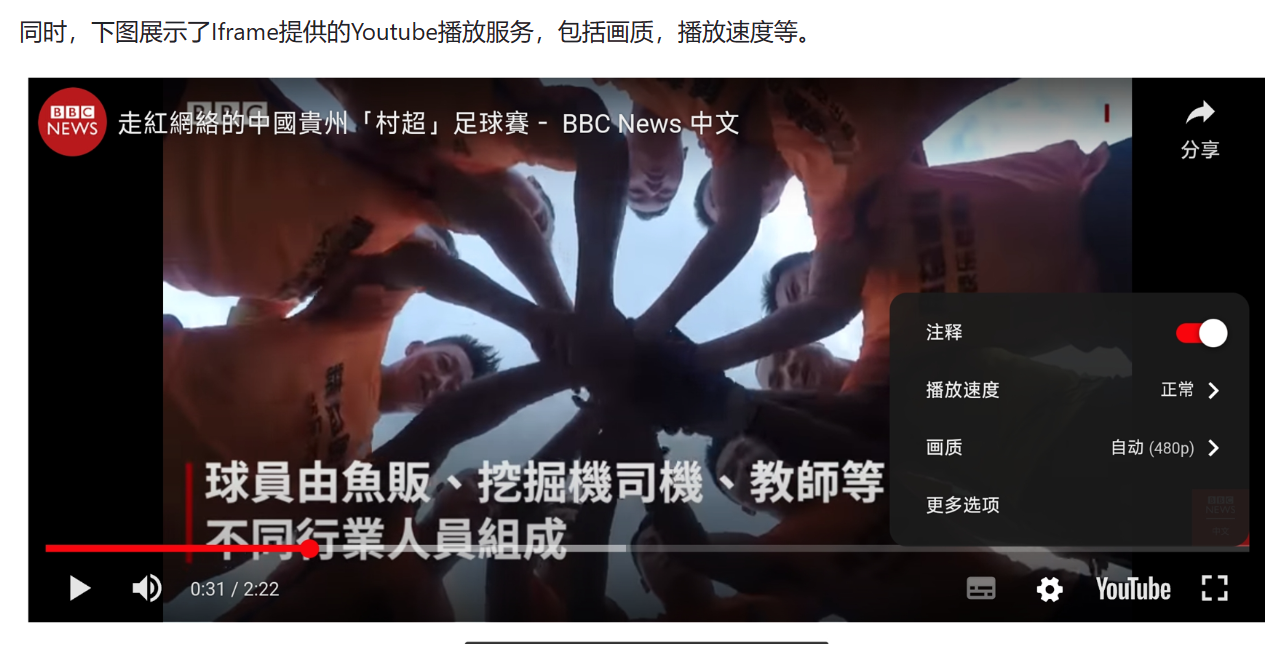 同时，下图展示了Iframe提供的Youtube播放服务，包括画质，播放速度等。
BBC
NEWS
走紅網絡的中國貴州「村超」足球賽 - BBC News 中文
BBC
分享
注释
播放速度 正常
画质 自动 (480p)
更多选项
BBC
NEWS
中文
球員由魚販、挖掘機司機、教師等
不同行業人員組成
0:31 / 2:22
YouTube